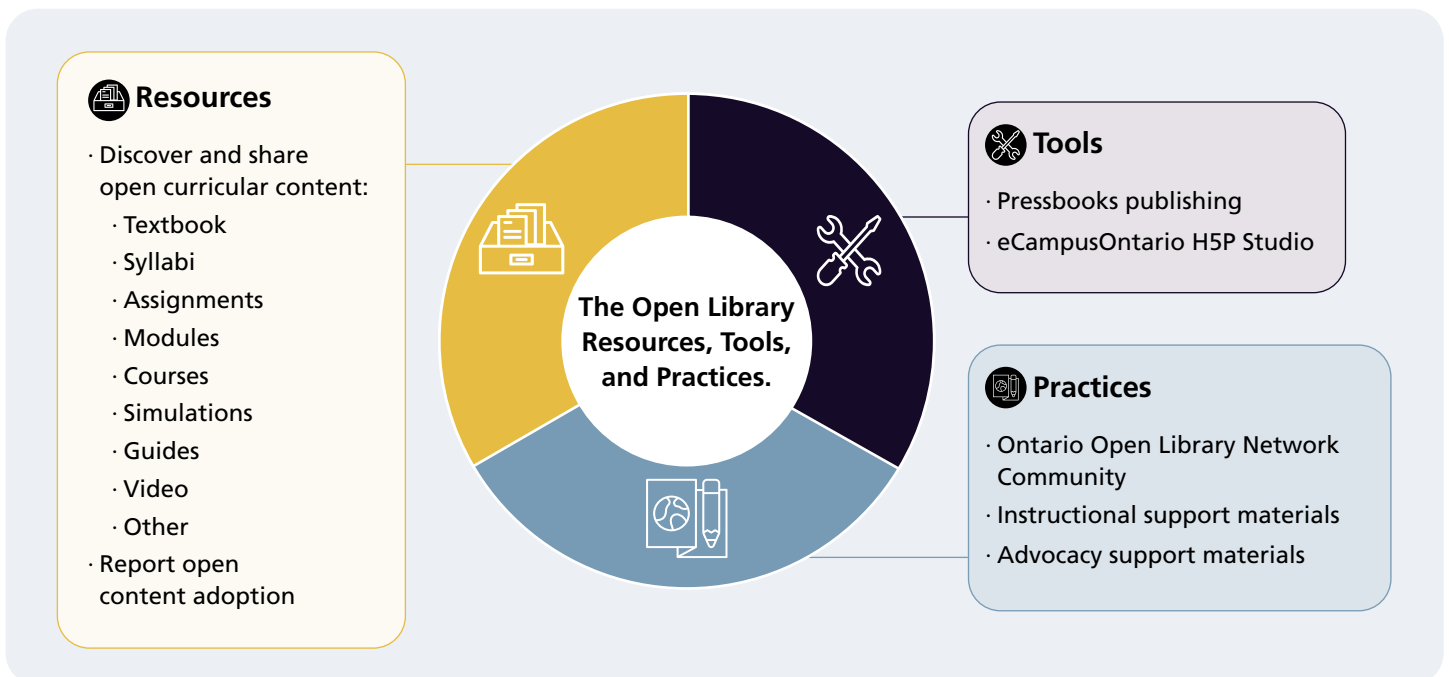 Resources
· Discover and share
open curricular content:
· Textbook
· Syllabi
· Assignments
· Modules
· Courses
· Simulations
· Guides
· Video
· Other
· Report open
content adoption
The Open Library
Resources, Tools,
and Practices.
Tools
· Pressbooks publishing
· eCampusOntario H5P Studio
Practices
· Ontario Open Library Network
Community
· Instructional support materials
· Advocacy support materials